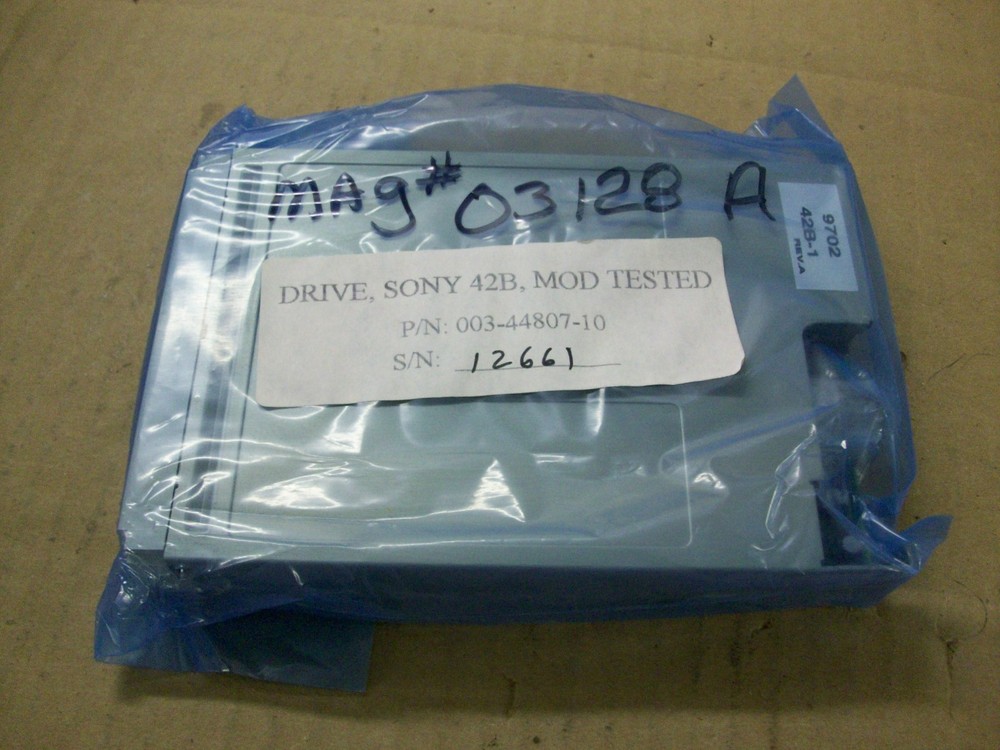 MAg# 03128 A
9702
42B-1
REV.A
DRIVE, SONY 42B, MOD TESTED
P/N: 003-44807-10
S/N: 12661